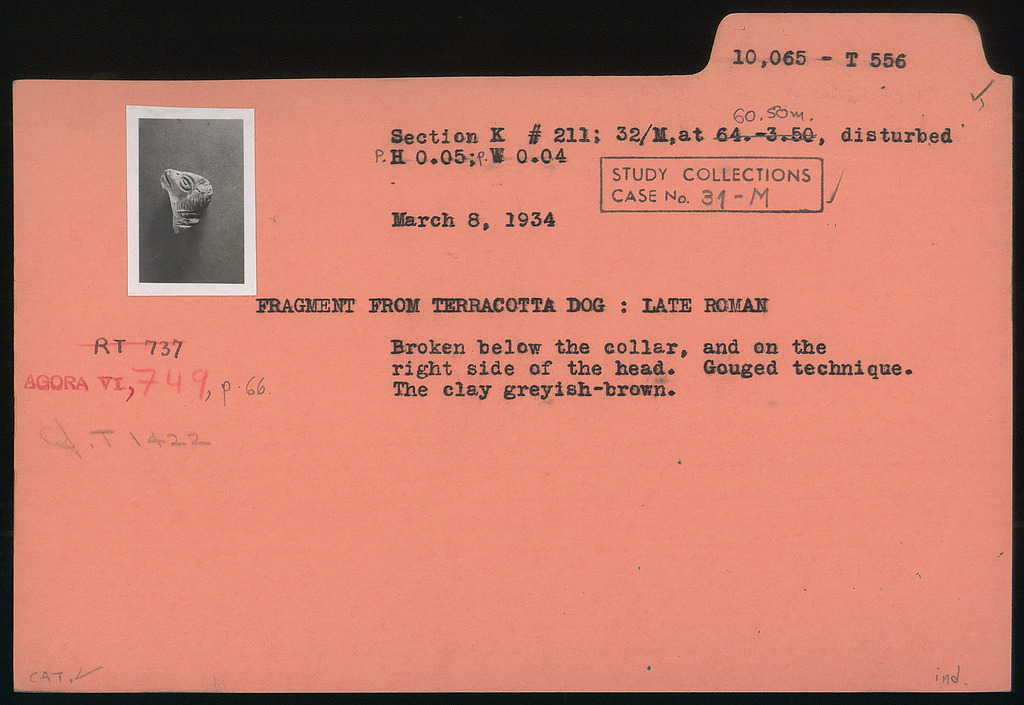 10,065 - T 556
60.50m.
Section K # 211; 32/M, at 64.-3.50, disturbed
P.H 0.05; P.W 0.04
STUDY COLLECTIONS
CASE No. 31-M
March 8, 1934
FRAGMENT FROM TERRACOTTA DOG : LATE ROMAN
RT 737
AGORA VI, 749, p. 66.
cf. T 1422
Broken below the collar, and on the
right side of the head. Gouged technique.
The clay greyish-brown.
CAT.
ind.